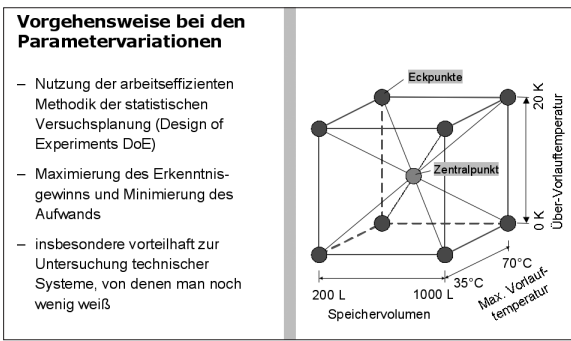 Vorgehensweise bei den
Parametervariationen
– Nutzung der arbeitseffizienten
Methodik der statistischen
Versuchsplanung (Design of
Experiments DoE)
– Maximierung des Erkenntnis-
gewinns und Minimierung des
Aufwands
– insbesondere vorteilhaft zur
Untersuchung technischer
Systeme, von denen man noch
wenig weiß
Eckpunkte
Zentralpunkt
20 K
0 K
Über-Vorlauftemperatur
70°C
35°C
Max. Vorlauf-
temperatur
200 L
1000 L
Speichervolumen